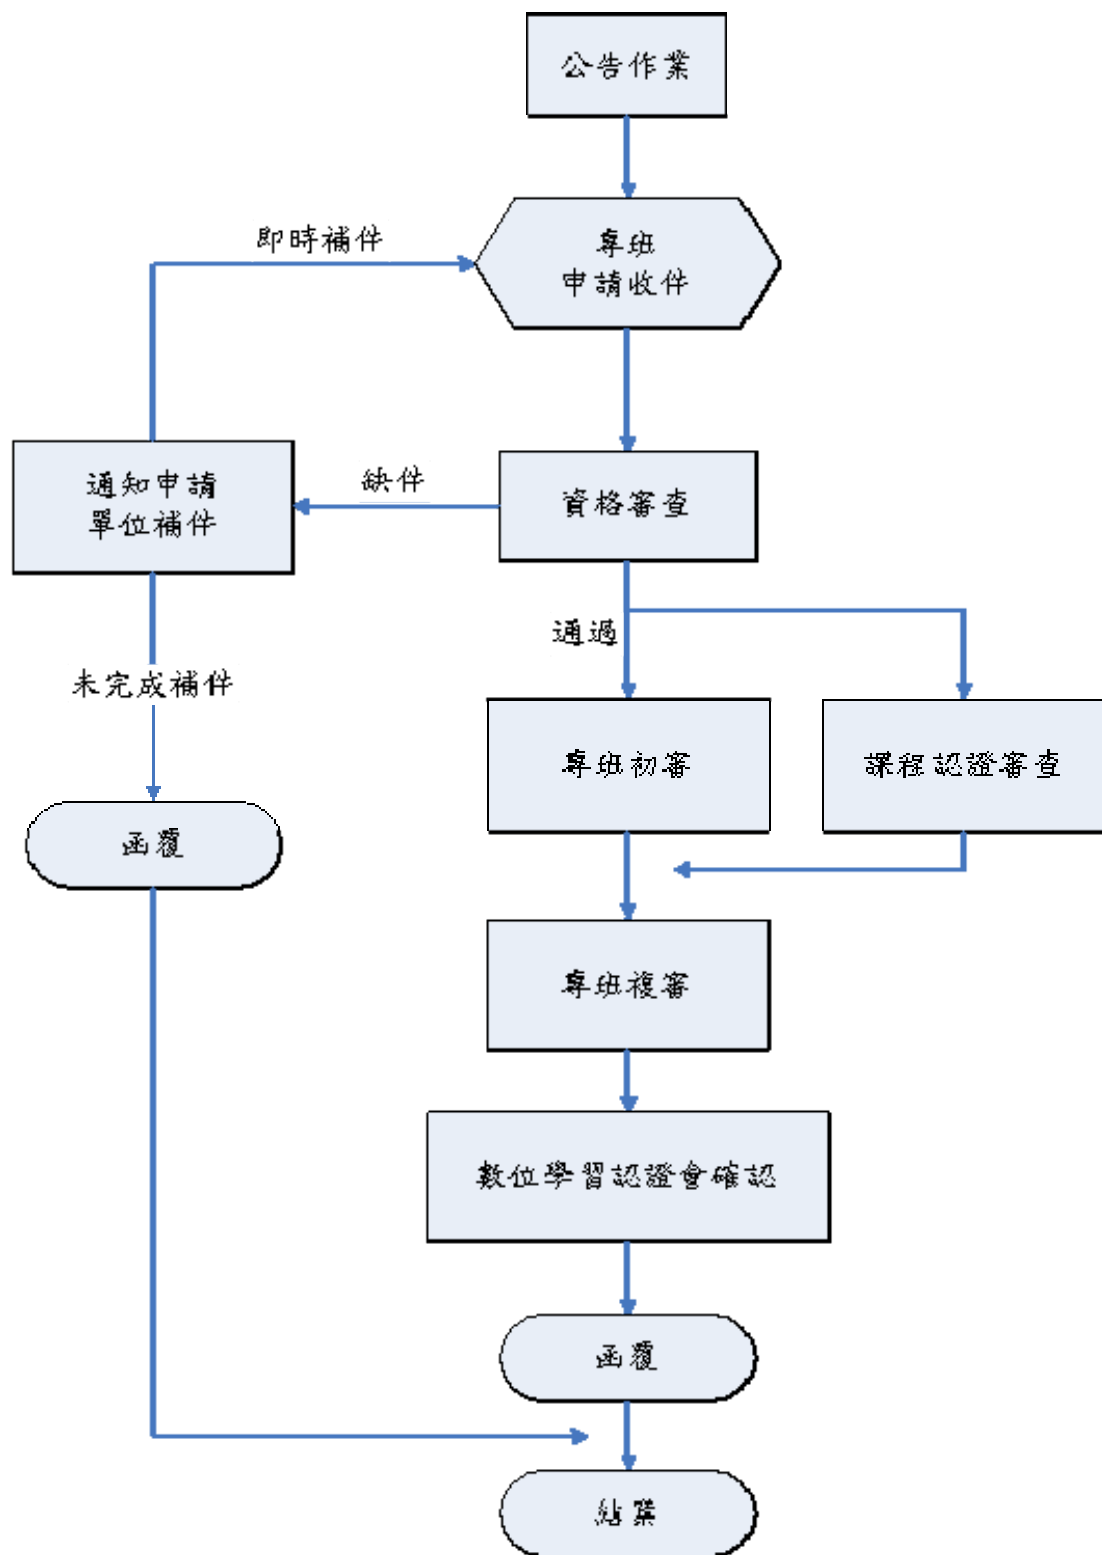 公告作業
即時補件
專班
申請收件
通知申請
單位補件
缺件
資格審查
通過
未完成補件
專班初審
課程認證審查
函覆
專班複審
數位學習認證會確認
函覆
結案